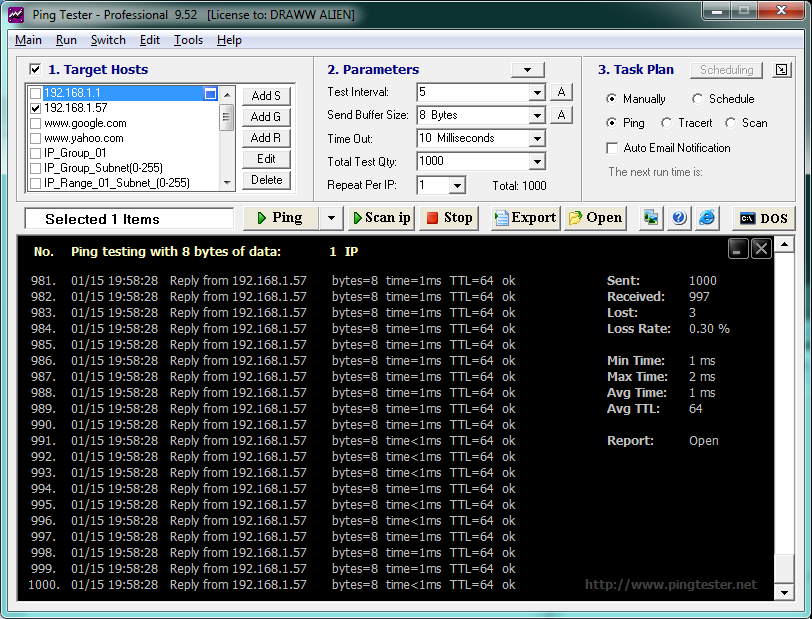 Ping Tester - Professional 9.52 [License to: DRAWW ALIEN]
Main Run Switch Edit Tools Help
1. Target Hosts
192.168.1.1
192.168.1.57
www.google.com
www.yahoo.com
IP_Group_01
IP_Group_Subnet(0-255)
IP_Range_01_Subnet_(0-255)
Add S
Add G
Add R
Edit
Delete
2. Parameters
Test Interval: 5 A
Send Buffer Size: 8 Bytes A
Time Out: 10 Milliseconds
Total Test Qty: 1000
Repeat Per IP: 1 Total: 1000
3. Task Plan Scheduling
Manually Schedule
Ping Tracert Scan
Auto Email Notification
The next run time is:
Selected 1 Items Ping Scan ip Stop Export Open DOS
No. Ping testing with 8 bytes of data: 1 IP
981. 01/15 19:58:28 Reply from 192.168.1.57 bytes=8 time=1ms TTL=64 ok
982. 01/15 19:58:28 Reply from 192.168.1.57 bytes=8 time=1ms TTL=64 ok
983. 01/15 19:58:28 Reply from 192.168.1.57 bytes=8 time=1ms TTL=64 ok
984. 01/15 19:58:28 Reply from 192.168.1.57 bytes=8 time=1ms TTL=64 ok
985. 01/15 19:58:28 Reply from 192.168.1.57 bytes=8 time<1ms TTL=64 ok
986. 01/15 19:58:28 Reply from 192.168.1.57 bytes=8 time=1ms TTL=64 ok
987. 01/15 19:58:28 Reply from 192.168.1.57 bytes=8 time=1ms TTL=64 ok
988. 01/15 19:58:28 Reply from 192.168.1.57 bytes=8 time=1ms TTL=64 ok
989. 01/15 19:58:28 Reply from 192.168.1.57 bytes=8 time=1ms TTL=64 ok
990. 01/15 19:58:28 Reply from 192.168.1.57 bytes=8 time=1ms TTL=64 ok
991. 01/15 19:58:28 Reply from 192.168.1.57 bytes=8 time<1ms TTL=64 ok
992. 01/15 19:58:28 Reply from 192.168.1.57 bytes=8 time<1ms TTL=64 ok
993. 01/15 19:58:28 Reply from 192.168.1.57 bytes=8 time<1ms TTL=64 ok
994. 01/15 19:58:28 Reply from 192.168.1.57 bytes=8 time=1ms TTL=64 ok
995. 01/15 19:58:28 Reply from 192.168.1.57 bytes=8 time<1ms TTL=64 ok
996. 01/15 19:58:28 Reply from 192.168.1.57 bytes=8 time<1ms TTL=64 ok
997. 01/15 19:58:28 Reply from 192.168.1.57 bytes=8 time=1ms TTL=64 ok
998. 01/15 19:58:28 Reply from 192.168.1.57 bytes=8 time=1ms TTL=64 ok
999. 01/15 19:58:28 Reply from 192.168.1.57 bytes=8 time=1ms TTL=64 ok
1000. 01/15 19:58:28 Reply from 192.168.1.57 bytes=8 time<1ms TTL=64 ok
Sent: 1000
Received: 997
Lost: 3
Loss Rate: 0.30 %
Min Time: 1 ms
Max Time: 2 ms
Avg Time: 1 ms
Avg TTL: 64
Report: Open
http://www.pingtester.net